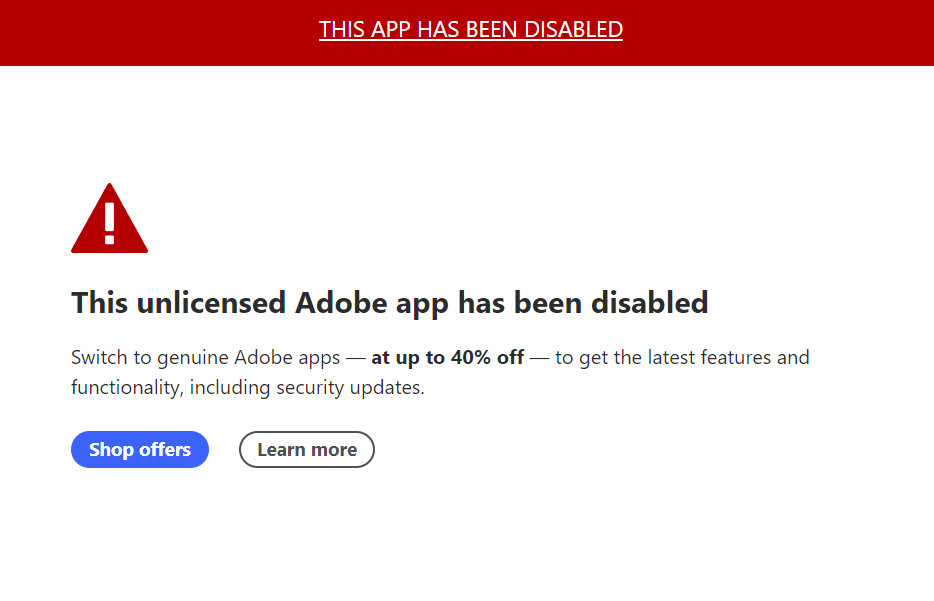 THIS APP HAS BEEN DISABLED
This unlicensed Adobe app has been disabled
Switch to genuine Adobe apps — at up to 40% off — to get the latest features and
functionality, including security updates.
Shop offers
Learn more